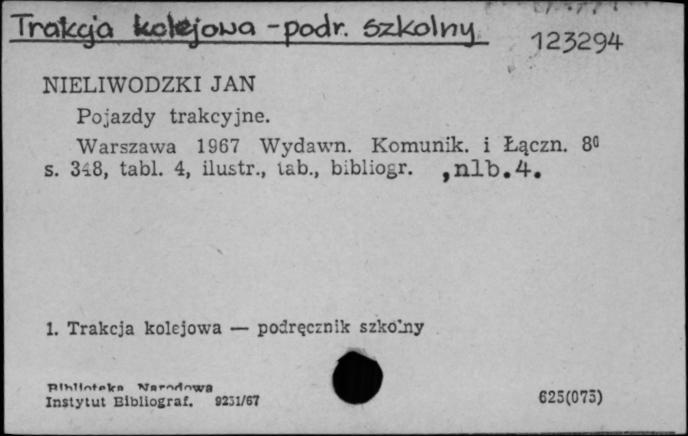 Trakcja kolejowa - podr. szkolny
123294
NIELIWODZKI JAN
Pojazdy trakcyjne.
Warszawa 1967 Wydawn. Komunik. i Łączn. 8⁰
s. 348, tabl. 4, ilustr., tab., bibliogr. ,nlb.4.
1. Trakcja kolejowa — podręcznik szkolny
Biblioteka Narodowa
Instytut Bibliograf. 9231/67
625(075)